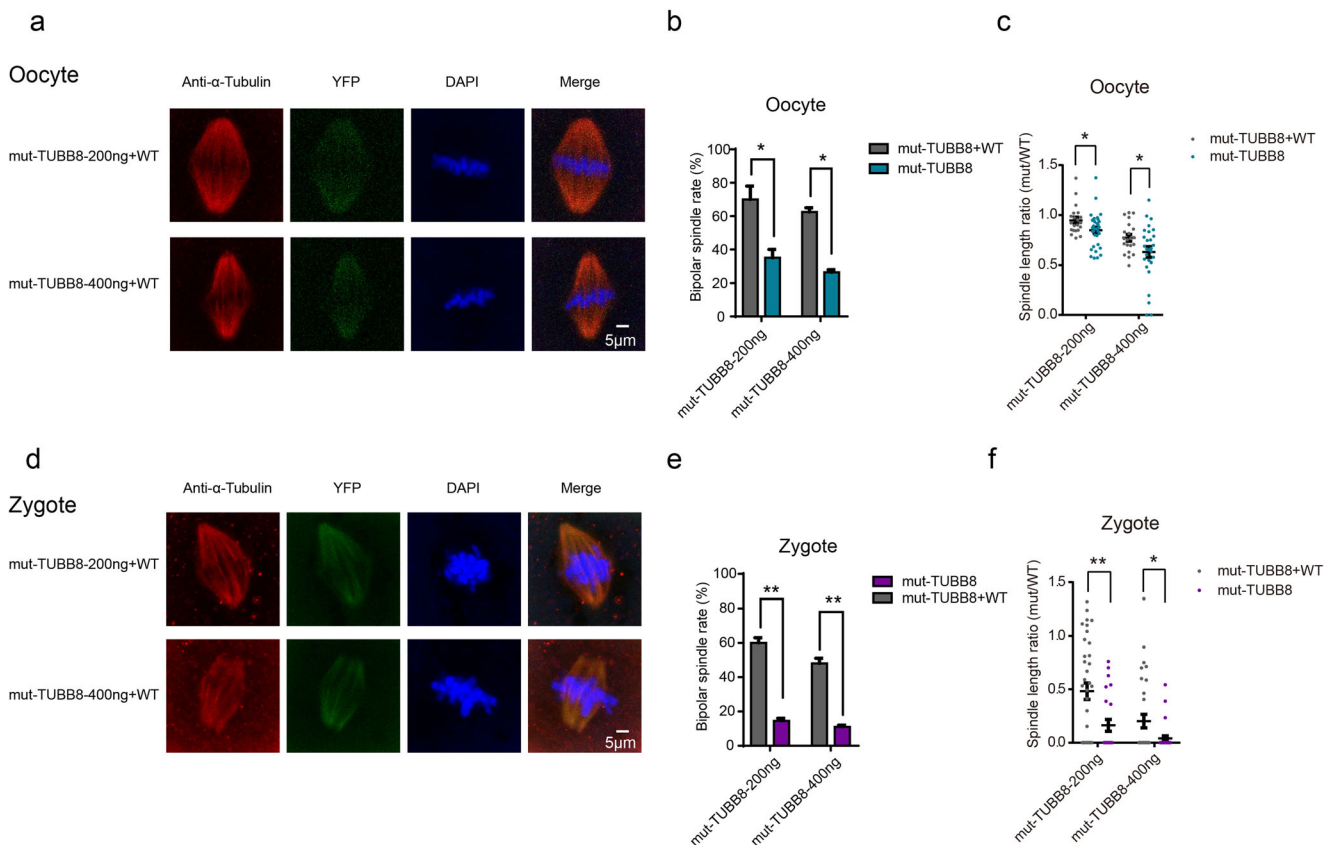 a
Oocyte
Anti-α-Tubulin YFP DAPI Merge
mut-TUBB8-200ng+WT
mut-TUBB8-400ng+WT
5μm
b
Oocyte
mut-TUBB8+WT
mut-TUBB8
Bipolar spindle rate (%)
100
80
60
40
20
0
*
*
mut-TUBB8-200ng
mut-TUBB8-400ng
c
Oocyte
mut-TUBB8+WT
mut-TUBB8
Spindle length ratio (mut/WT)
1.5
1.0
0.5
0.0
*
*
mut-TUBB8-200ng
mut-TUBB8-400ng
d
Zygote
Anti-α-Tubulin YFP DAPI Merge
mut-TUBB8-200ng+WT
mut-TUBB8-400ng+WT
5μm
e
Zygote
mut-TUBB8
mut-TUBB8+WT
Bipolar spindle rate (%)
100
80
60
40
20
0
**
**
mut-TUBB8-200ng
mut-TUBB8-400ng
f
Zygote
mut-TUBB8+WT
mut-TUBB8
Spindle length ratio (mut/WT)
1.5
1.0
0.5
0.0
**
*
mut-TUBB8-200ng
mut-TUBB8-400ng